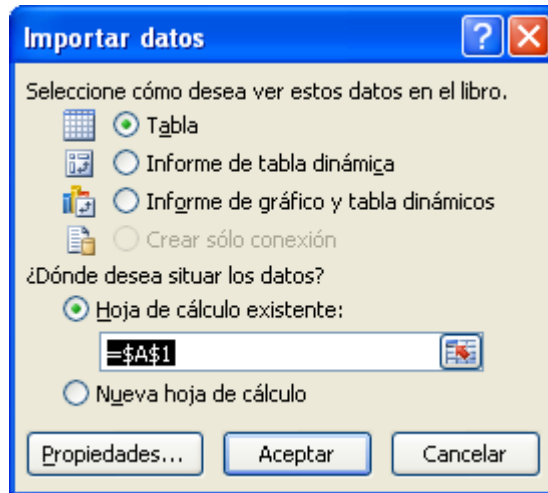 Importar datos
Seleccione cómo desea ver estos datos en el libro.
Tabla
Informe de tabla dinámica
Informe de gráfico y tabla dinámicos
Crear sólo conexión
¿Dónde desea situar los datos?
Hoja de cálculo existente:
=$A$1
Nueva hoja de cálculo
Propiedades... Aceptar Cancelar